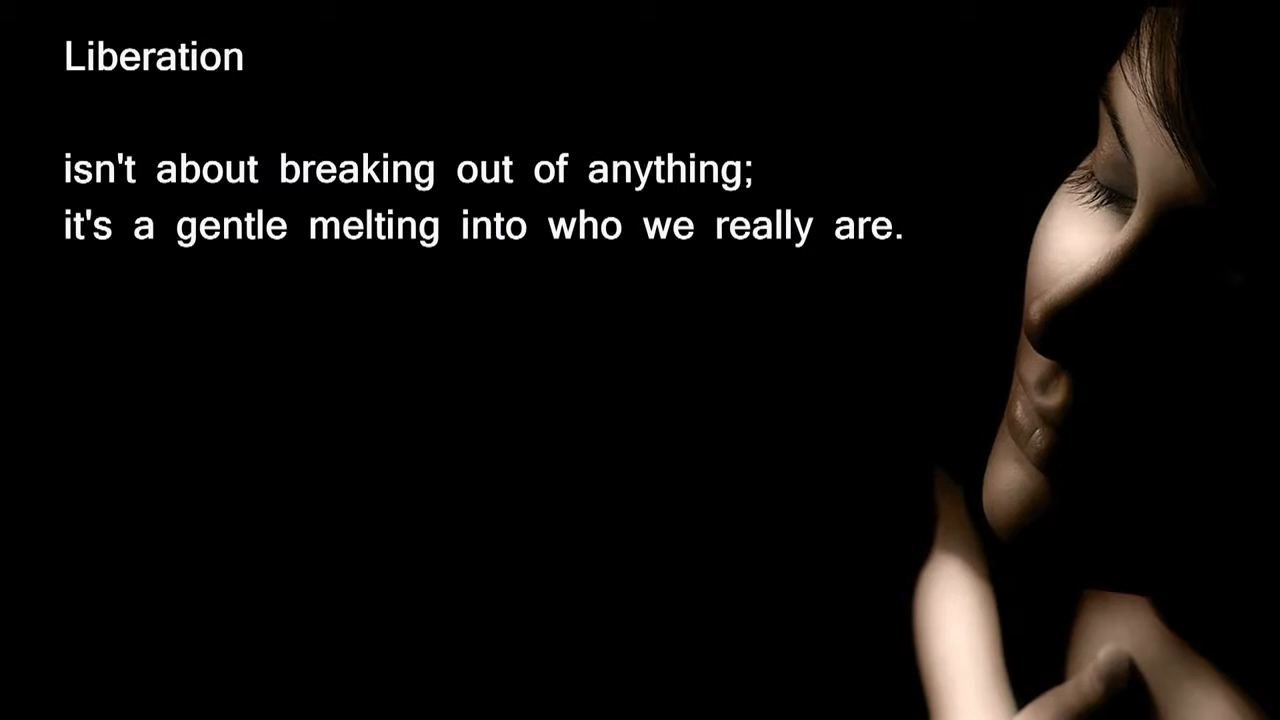 Liberation
isn't about breaking out of anything;
it's a gentle melting into who we really are.